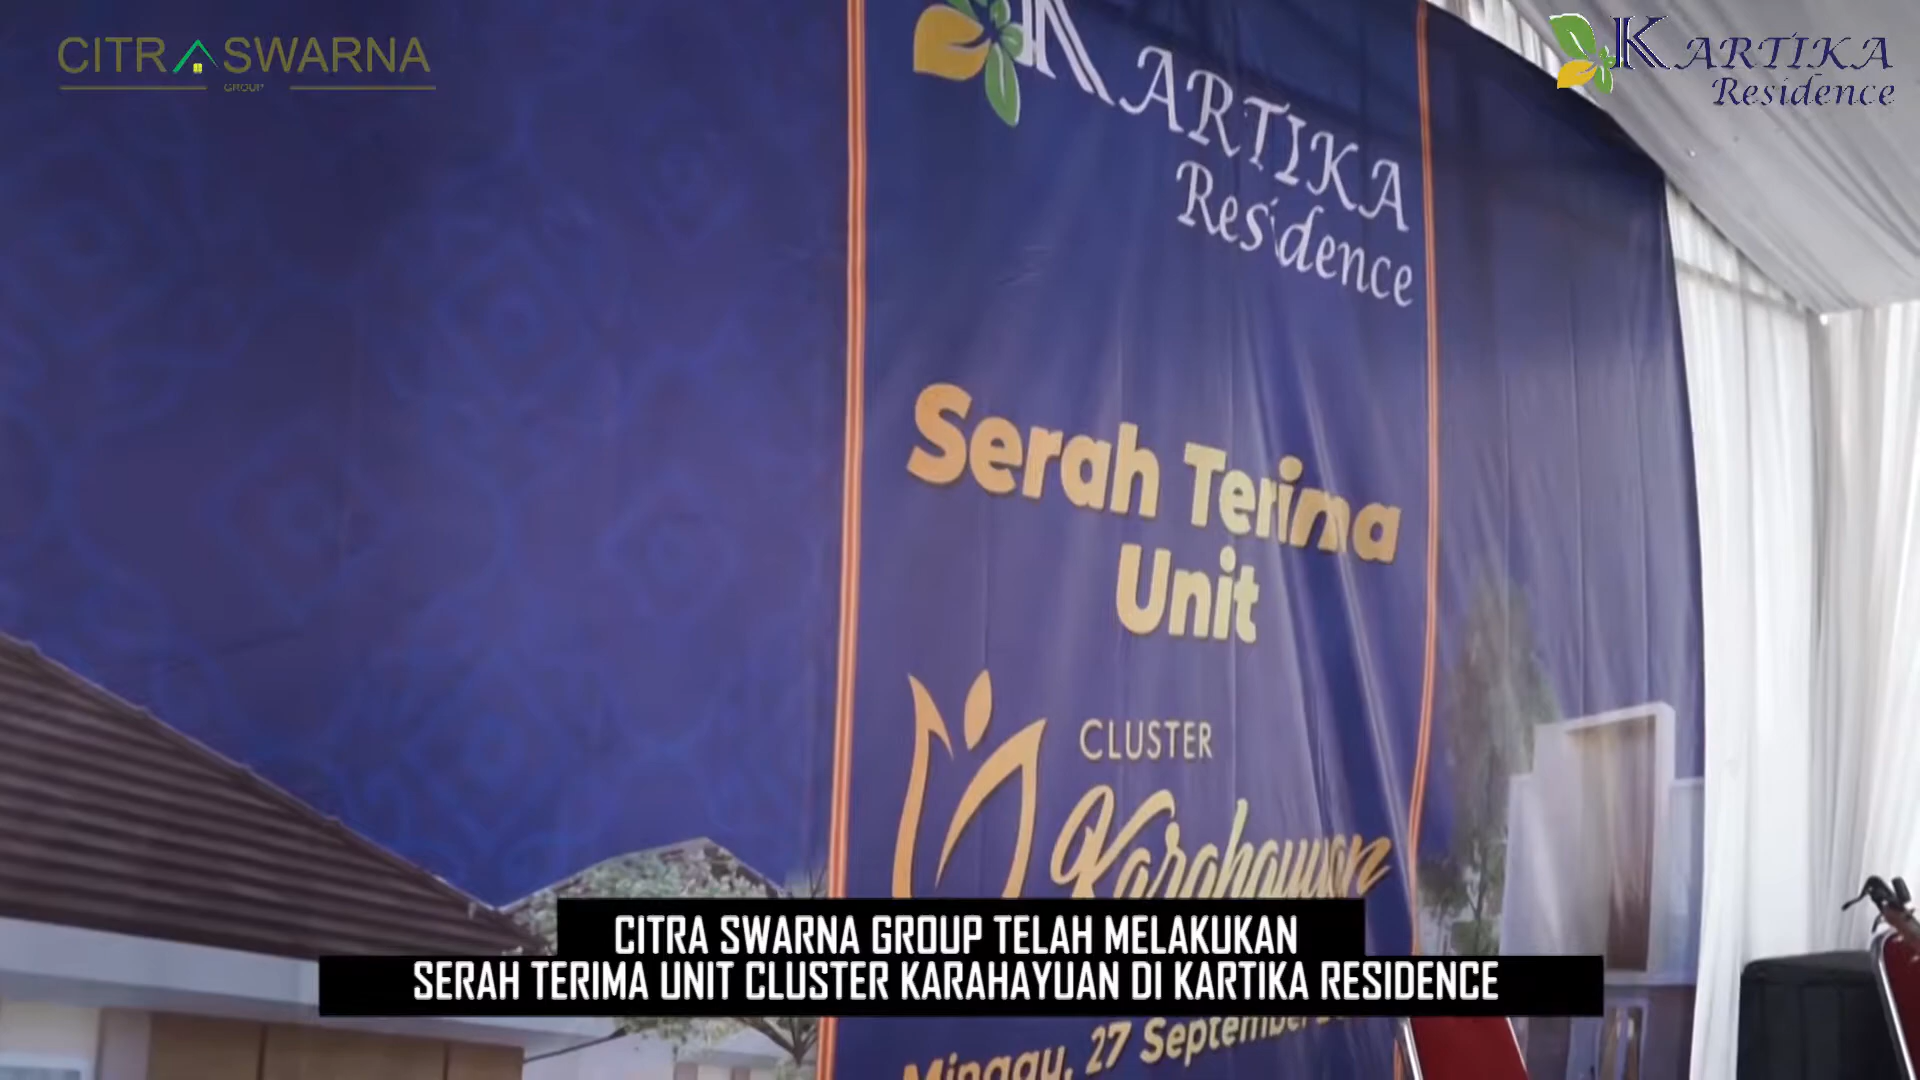 CITRA SWARNA
GROUP
KARTIKA
Residence
KARTIKA
Residence
Serah Terima
Unit
CLUSTER
Karahayuan
CITRA SWARNA GROUP TELAH MELAKUKAN
SERAH TERIMA UNIT CLUSTER KARAHAYUAN DI KARTIKA RESIDENCE
Minggu, 27 September